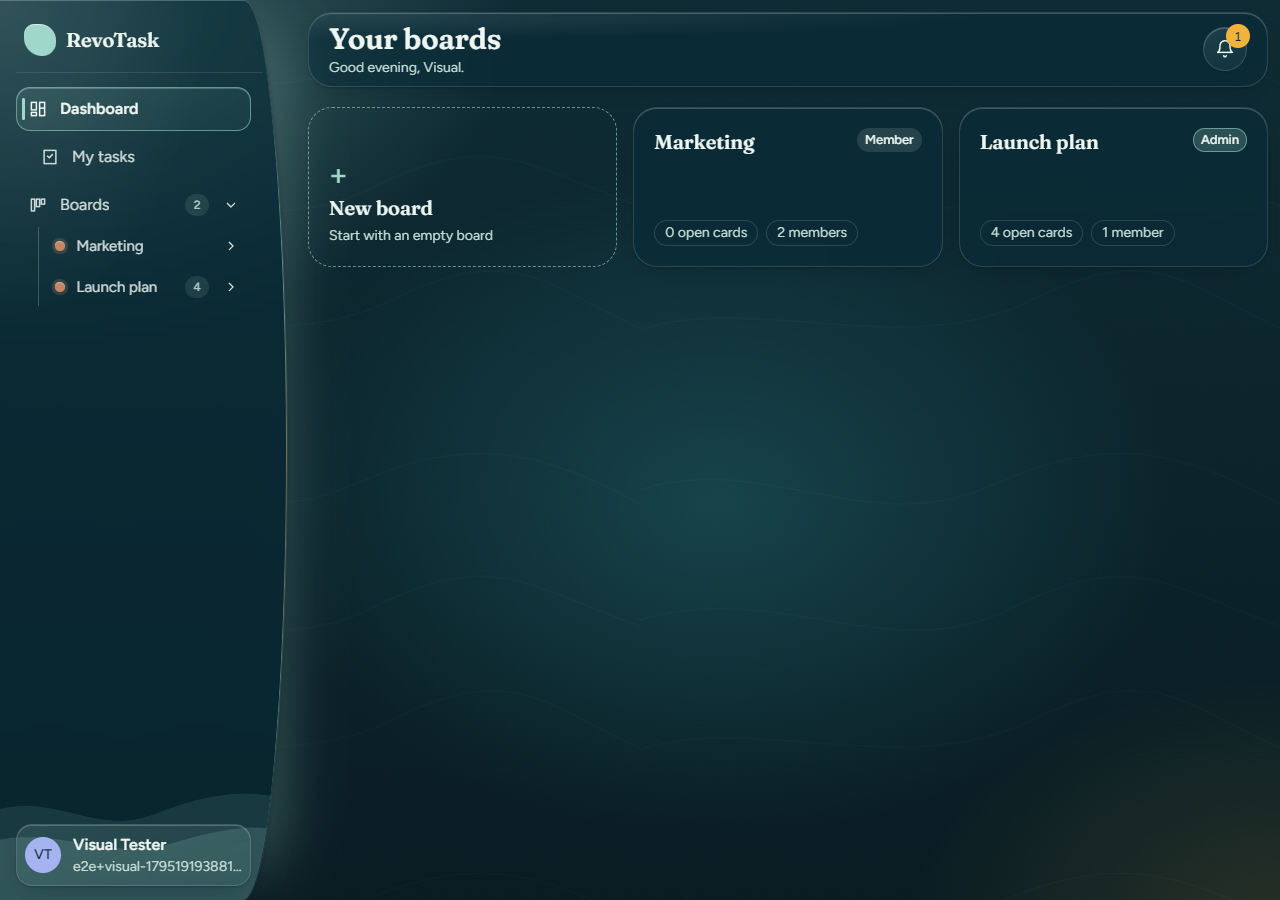 RevoTask
Dashboard
My tasks
Boards 2
Marketing
Launch plan 4
Visual Tester
VT
e2e+visual-179519193881…
Your boards
Good evening, Visual.
1
+
New board
Start with an empty board
Marketing
Member
0 open cards
2 members
Launch plan
Admin
4 open cards
1 member